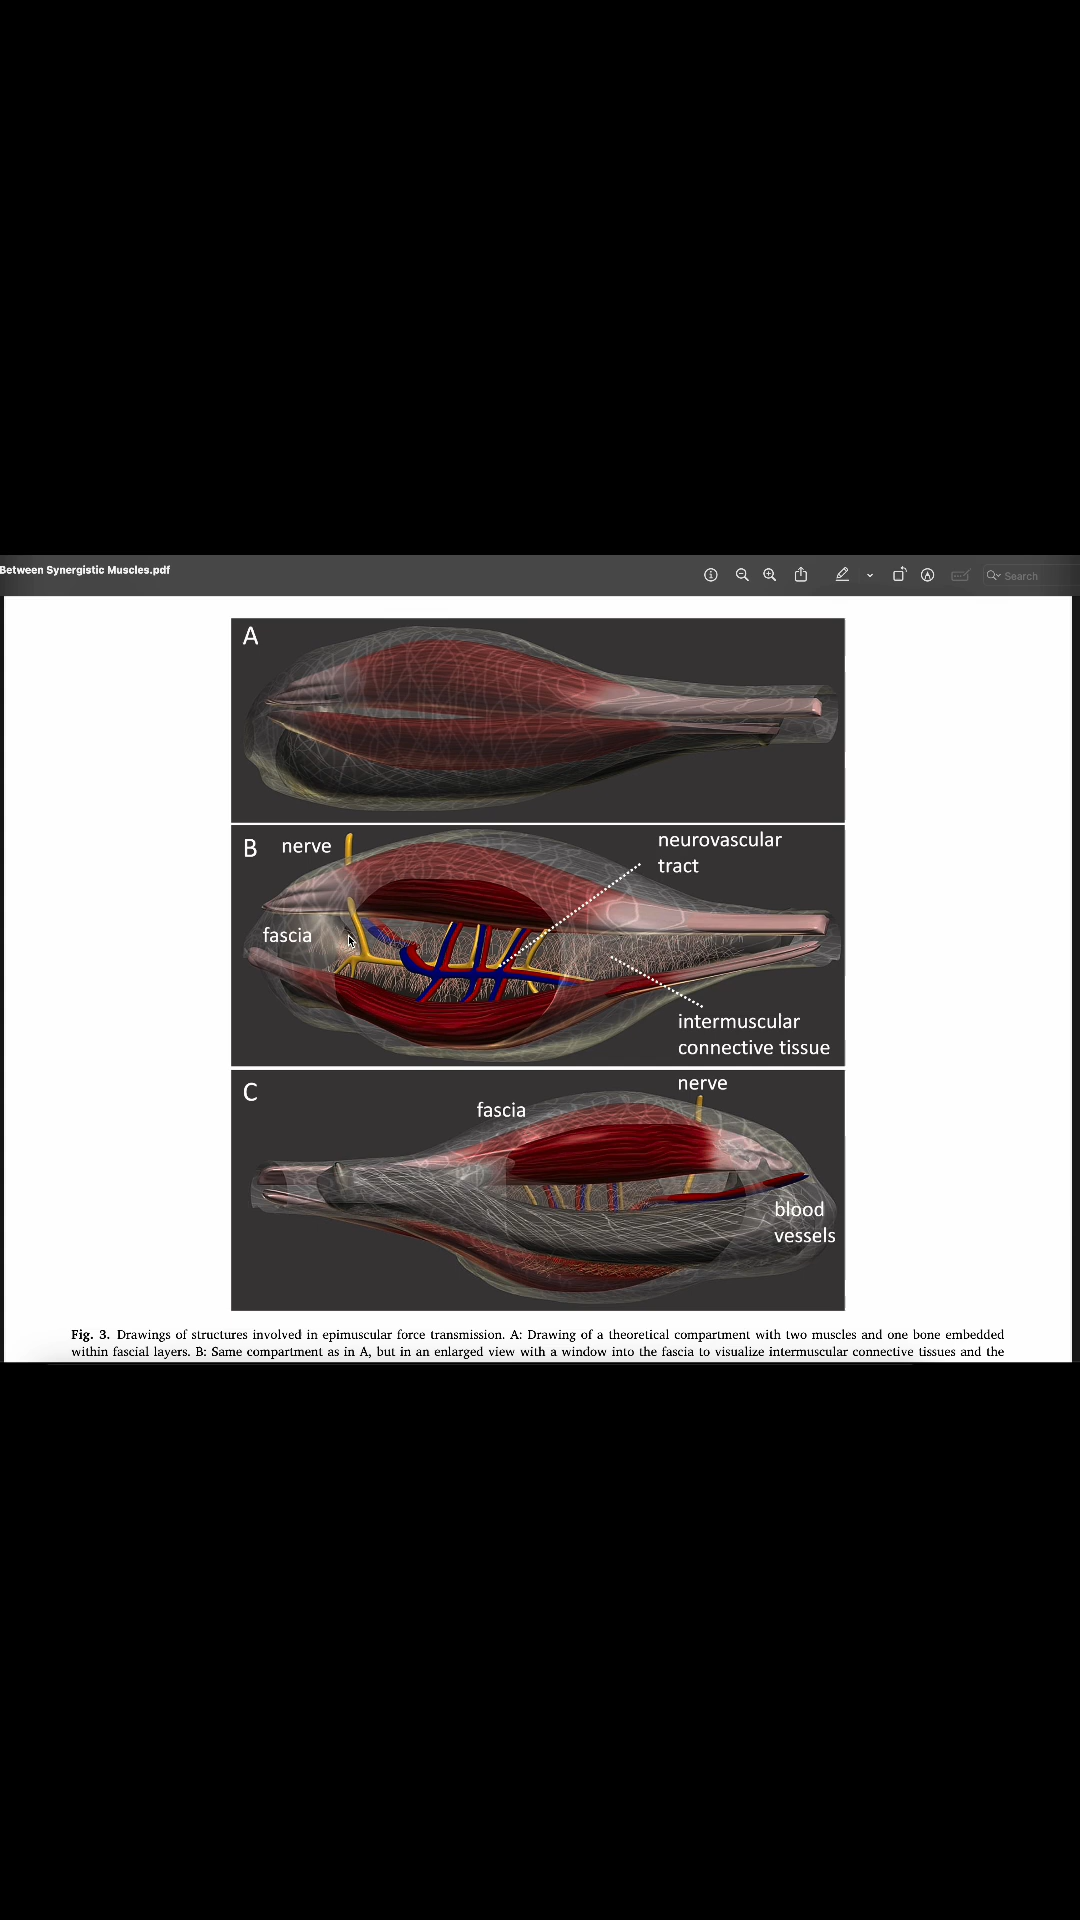 Between Synergistic Muscles.pdf
Search
A
B
nerve
neurovascular
tract
fascia
intermuscular
connective tissue
C
nerve
fascia
blood
vessels
Fig. 3. Drawings of structures involved in epimuscular force transmission. A: Drawing of a theoretical compartment with two muscles and one bone embedded
within fascial layers. B: Same compartment as in A, but in an enlarged view with a window into the fascia to visualize intermuscular connective tissues and the